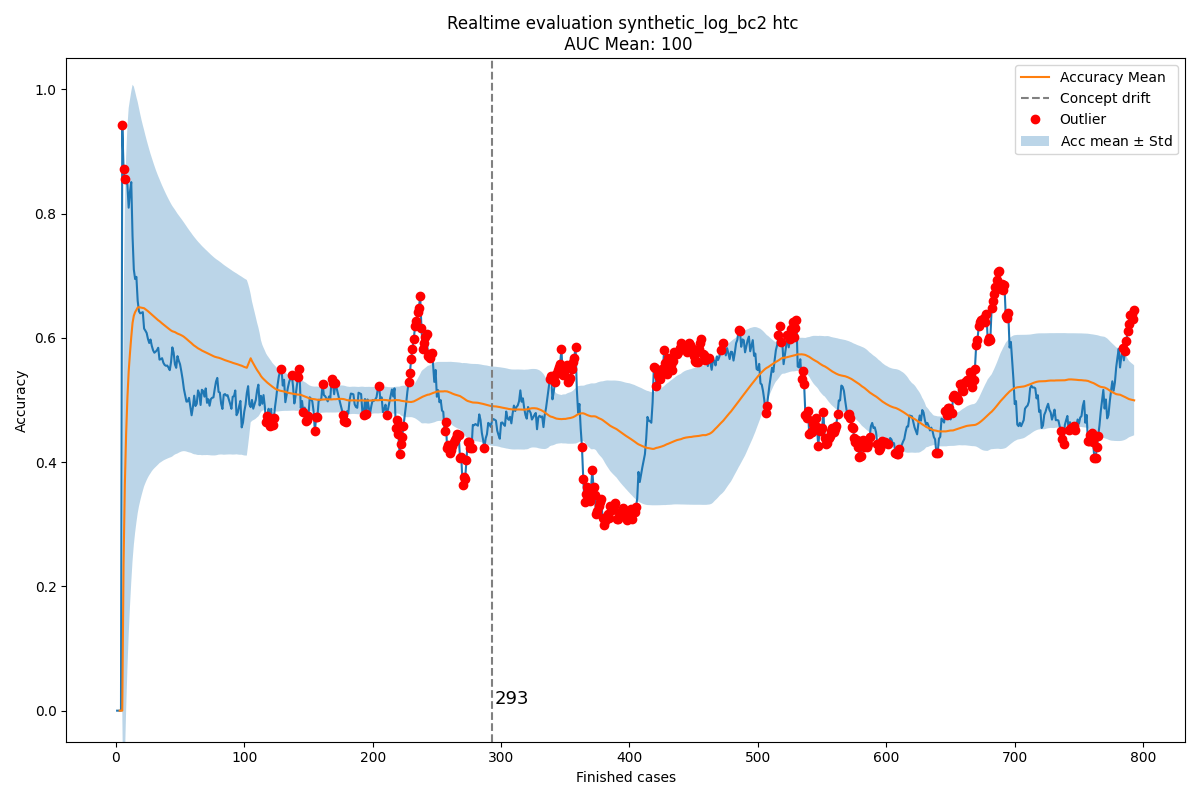 Realtime evaluation synthetic_log_bc2 htc
AUC Mean: 100
Accuracy Mean
Concept drift
Outlier
Acc mean ± Std
1.0
0.8
0.6
0.4
0.2
0.0
Accuracy
293
0 100 200 300 400 500 600 700 800
Finished cases